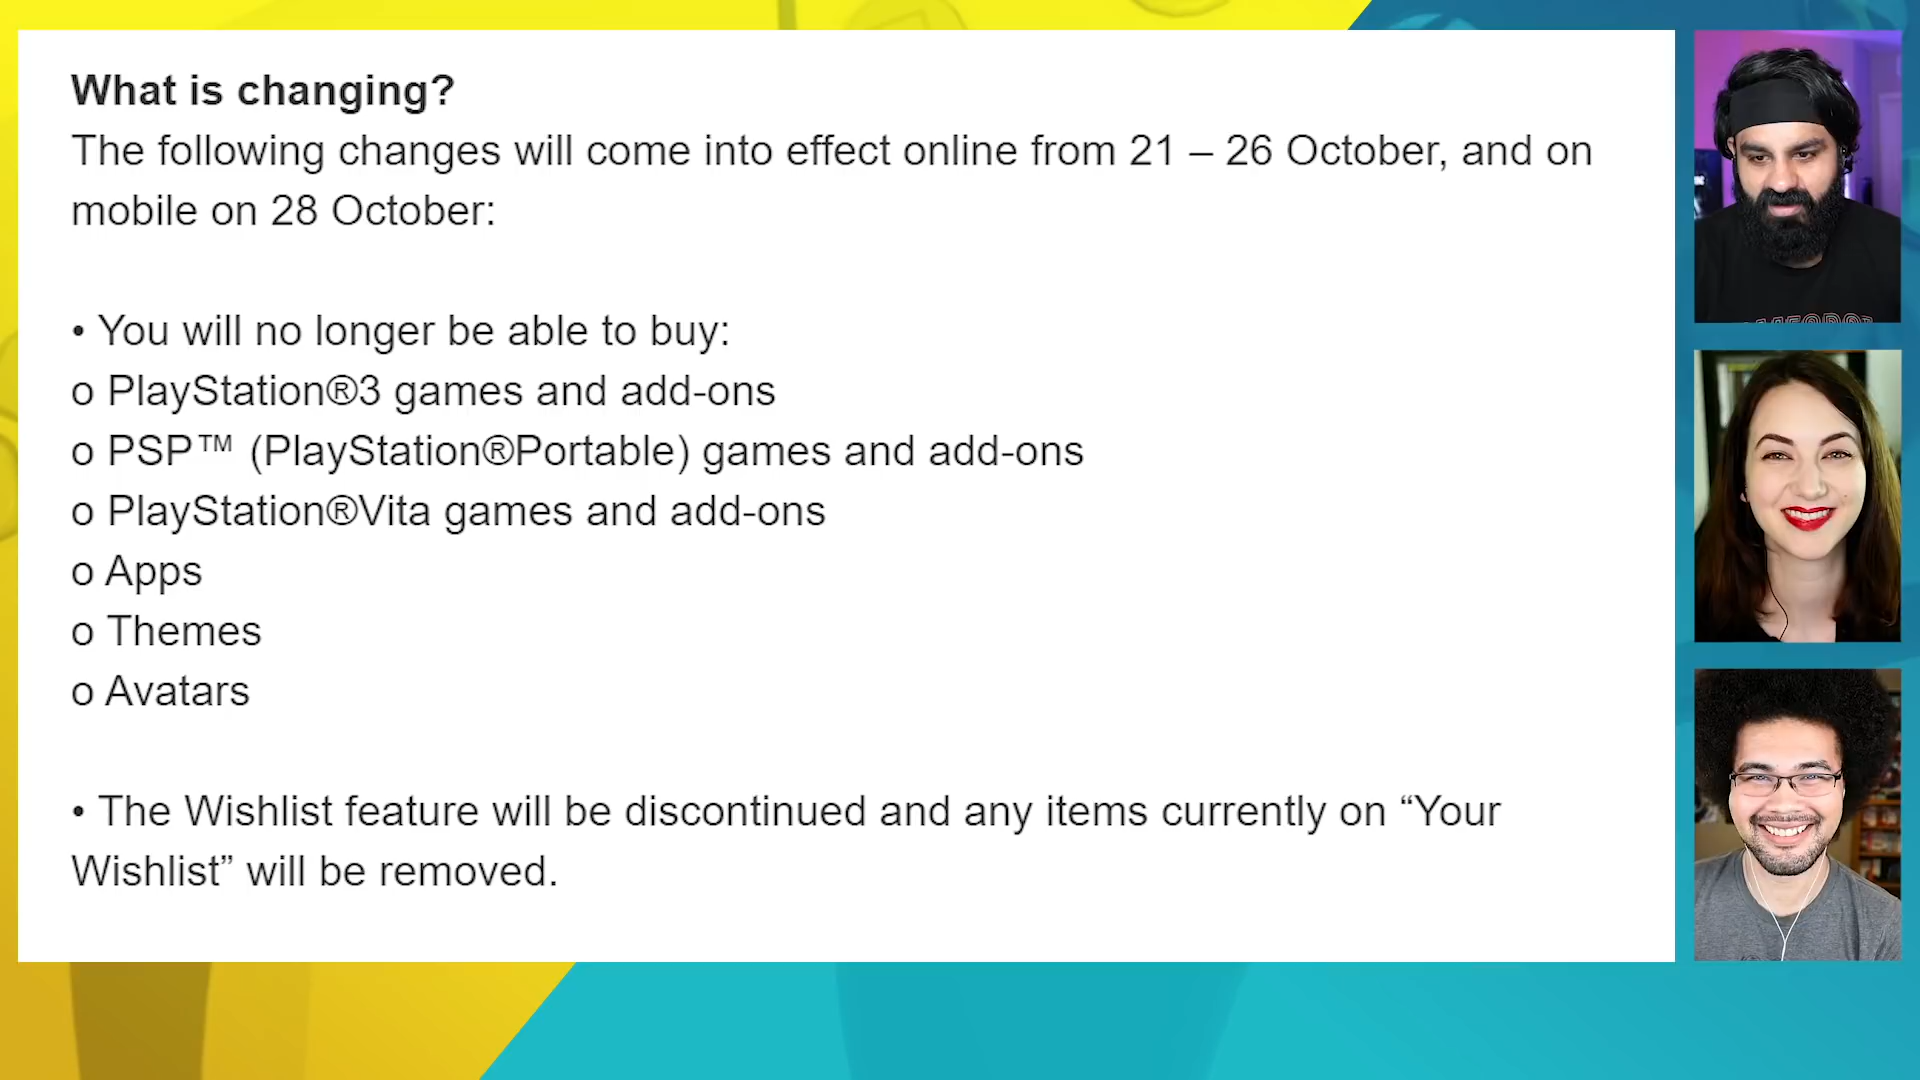 What is changing?
The following changes will come into effect online from 21 – 26 October, and on
mobile on 28 October:
• You will no longer be able to buy:
o PlayStation®3 games and add-ons
o PSP™ (PlayStation®Portable) games and add-ons
o PlayStation®Vita games and add-ons
o Apps
o Themes
o Avatars
• The Wishlist feature will be discontinued and any items currently on “Your
Wishlist” will be removed.